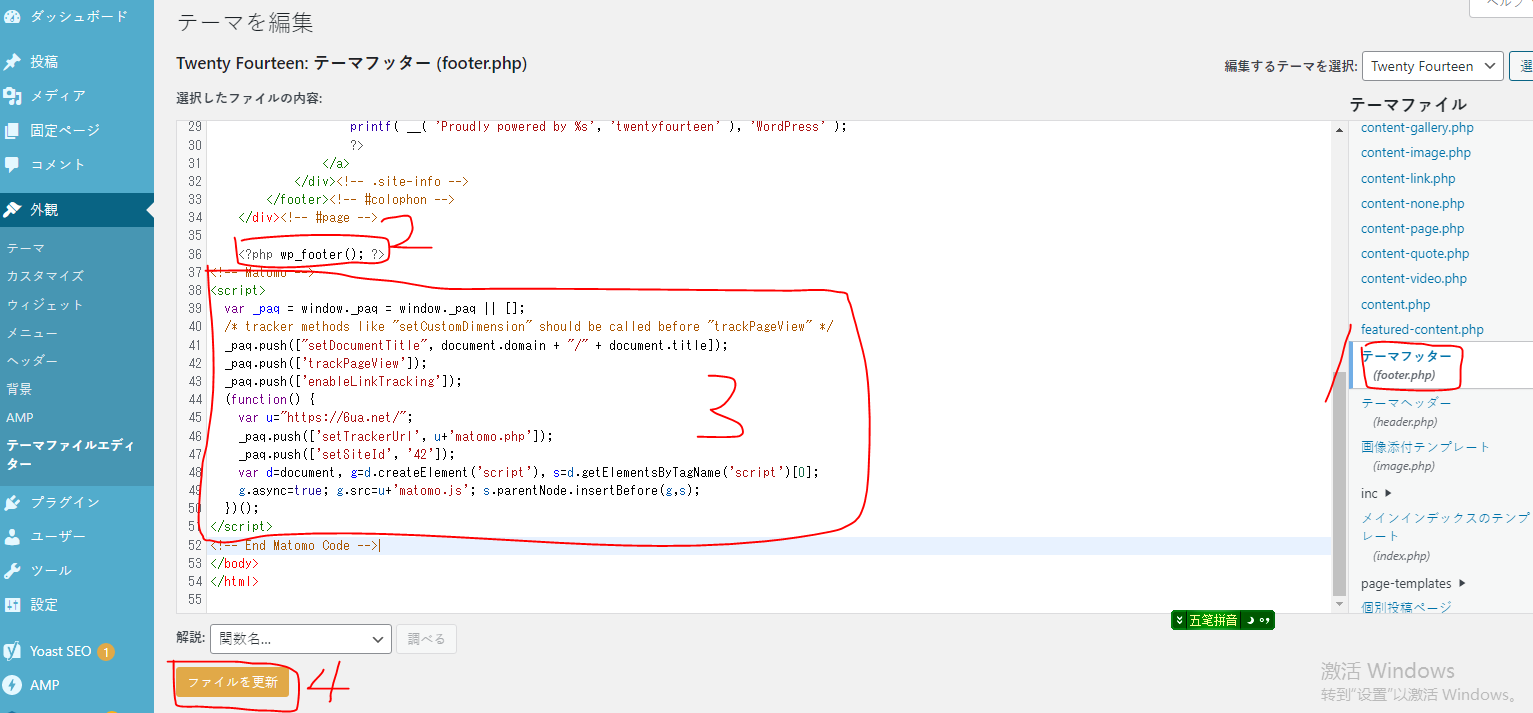 ダッシュボード
投稿
メディア
固定ページ
コメント
外観
テーマ
カスタマイズ
ウィジェット
メニュー
ヘッダー
背景
AMP
テーマファイルエディ
ター
プラグイン
ユーザー
ツール
設定
Yoast SEO 1
AMP
テーマを編集
ヘルプ
Twenty Fourteen: テーマフッター (footer.php)
編集するテーマを選択: Twenty Fourteen 選
選択したファイルの内容:
29 printf( __( 'Proudly powered by %s', 'twentyfourteen' ), 'WordPress' );
30 ?>
31 </a>
32 </div><!-- .site-info -->
33 </footer><!-- #colophon -->
34 </div><!-- #page -->
2
35
36 <?php wp_footer(); ?>
37 <!-- Matomo -->
38 <script>
39 var _paq = window._paq = window._paq || [];
40 /* tracker methods like "setCustomDimension" should be called before "trackPageView" */
41 _paq.push(["setDocumentTitle", document.domain + "/" + document.title]);
42 _paq.push(['trackPageView']);
43 _paq.push(['enableLinkTracking']);
3
44 (function() {
45 var u="https://6ua.net/";
46 _paq.push(['setTrackerUrl', u+'matomo.php']);
47 _paq.push(['setSiteId', '42']);
48 var d=document, g=d.createElement('script'), s=d.getElementsByTagName('script')[0];
49 g.async=true; g.src=u+'matomo.js'; s.parentNode.insertBefore(g,s);
50 })();
51 </script>
52 <!-- End Matomo Code -->
53 </body>
54 </html>
55
解説: 関数名... 調べる
ファイルを更新
4
テーマファイル
content-gallery.php
content-image.php
content-link.php
content-none.php
content-page.php
content-quote.php
content-video.php
content.php
featured-content.php
1
テーマフッター
(footer.php)
テーマヘッダー
(header.php)
画像添付テンプレート
(image.php)
inc
メインインデックスのテンプ
レート
(index.php)
page-templates
個別投稿ページ
五笔拼音
激活 Windows
转到"设置"以激活 Windows。